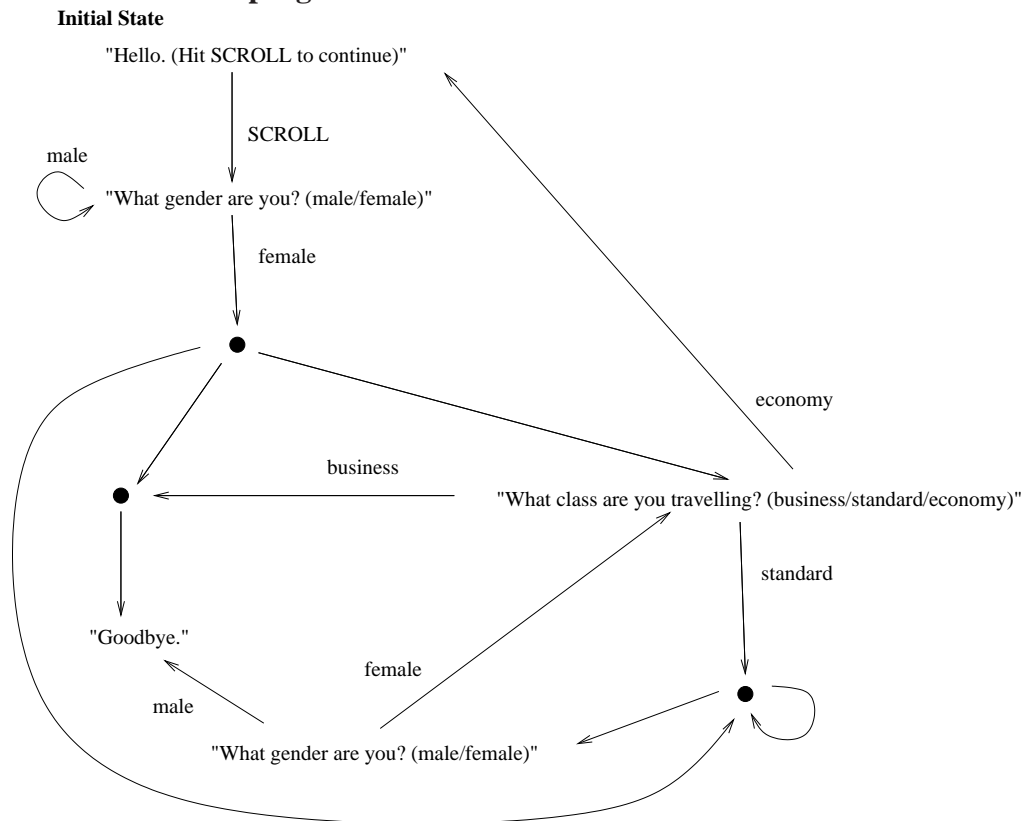 Initial State
"Hello. (Hit SCROLL to continue)"
SCROLL
male
"What gender are you? (male/female)"
female
economy
business
"What class are you travelling? (business/standard/economy)"
standard
"Goodbye."
female
male
"What gender are you? (male/female)"